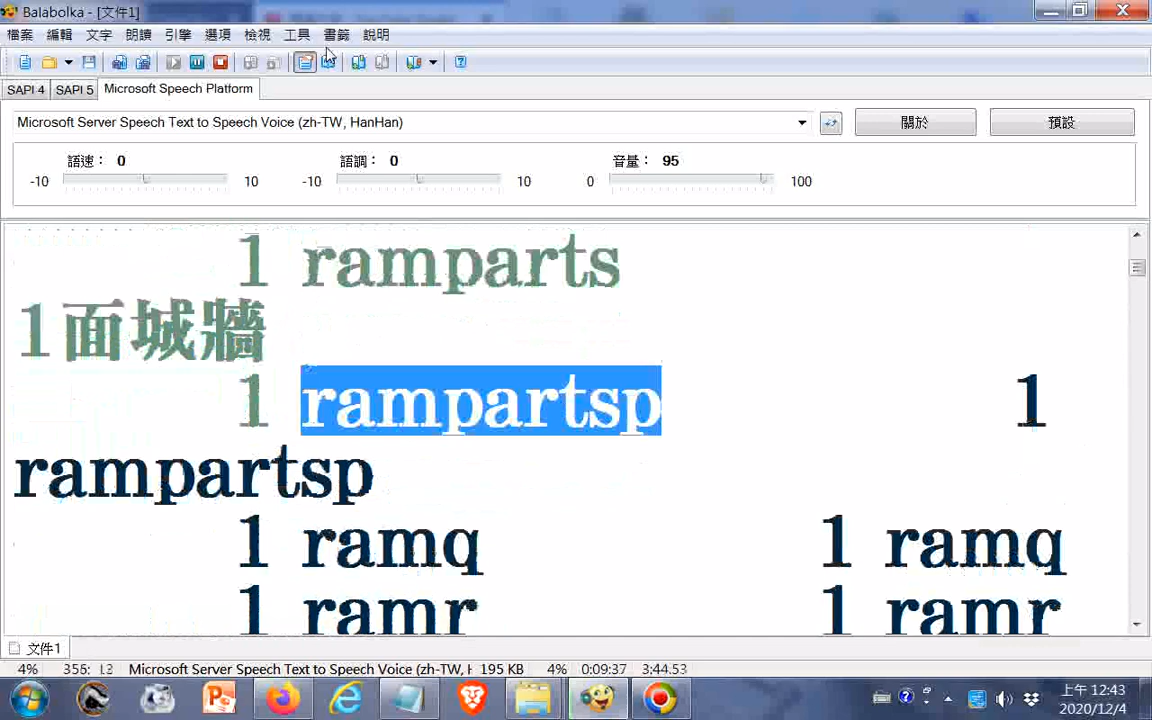 Balabolka - [文件1]
檔案 編輯 文字 朗讀 引擎 選項 檢視 工具 書籤 說明
SAPI 4 SAPI 5 Microsoft Speech Platform
Microsoft Server Speech Text to Speech Voice (zh-TW, HanHan) 關於 預設
語速： 0 語調： 0 音量： 95
-10 10 -10 10 0 100
1 ramparts
1面城牆
1 rampartsp 1
rampartsp
1 ramq 1 ramq
1 ramr 1 ramr
文件1
4% 356: Microsoft Server Speech Text to Speech Voice (zh-TW, H 195 KB 4% 0:09:37 3:44.53
上午 12:43
2020/12/4